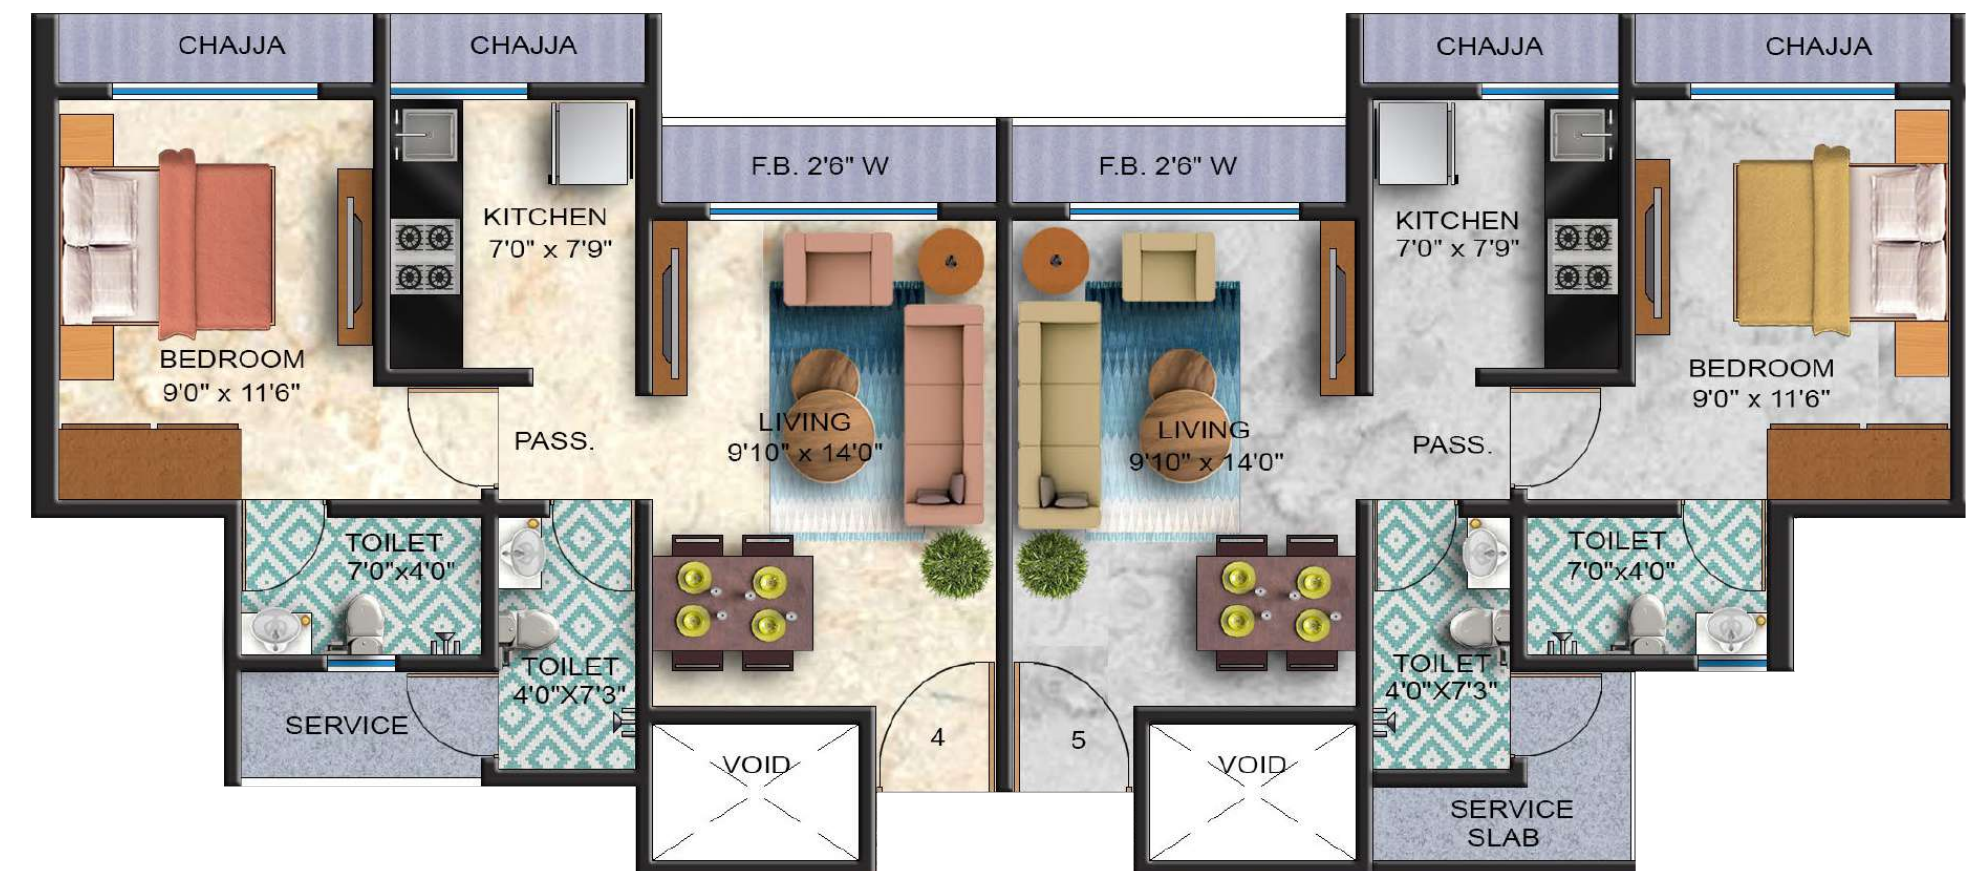 CHAJJA
CHAJJA
CHAJJA
CHAJJA
F.B. 2'6" W
F.B. 2'6" W
KITCHEN
7'0" x 7'9"
KITCHEN
7'0" x 7'9"
BEDROOM
9'0" x 11'6"
BEDROOM
9'0" x 11'6"
LIVING
9'10" x 14'0"
LIVING
9'10" x 14'0"
PASS.
PASS.
TOILET
7'0"x4'0"
TOILET
7'0"x4'0"
TOILET
4'0"X7'3"
TOILET
4'0"X7'3"
SERVICE
4
5
VOID
VOID
SERVICE
SLAB